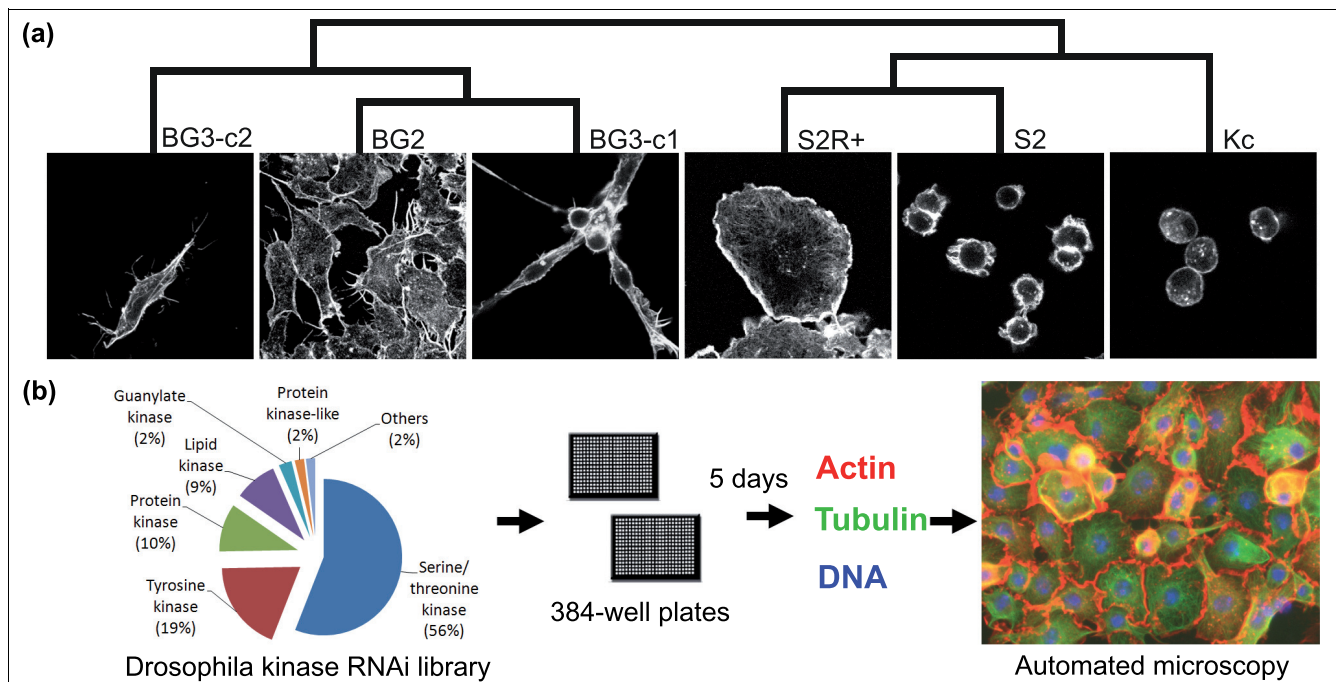 (a)
BG3-c2
BG2
BG3-c1
S2R+
S2
Kc
(b)
Guanylate
kinase
(2%)
Protein
kinase-like
(2%)
Others
(2%)
Lipid
kinase
(9%)
Protein
kinase
(10%)
Tyrosine
kinase
(19%)
Serine/
threonine
kinase
(56%)
Drosophila kinase RNAi library
384-well plates
5 days
Actin
Tubulin
DNA
Automated microscopy